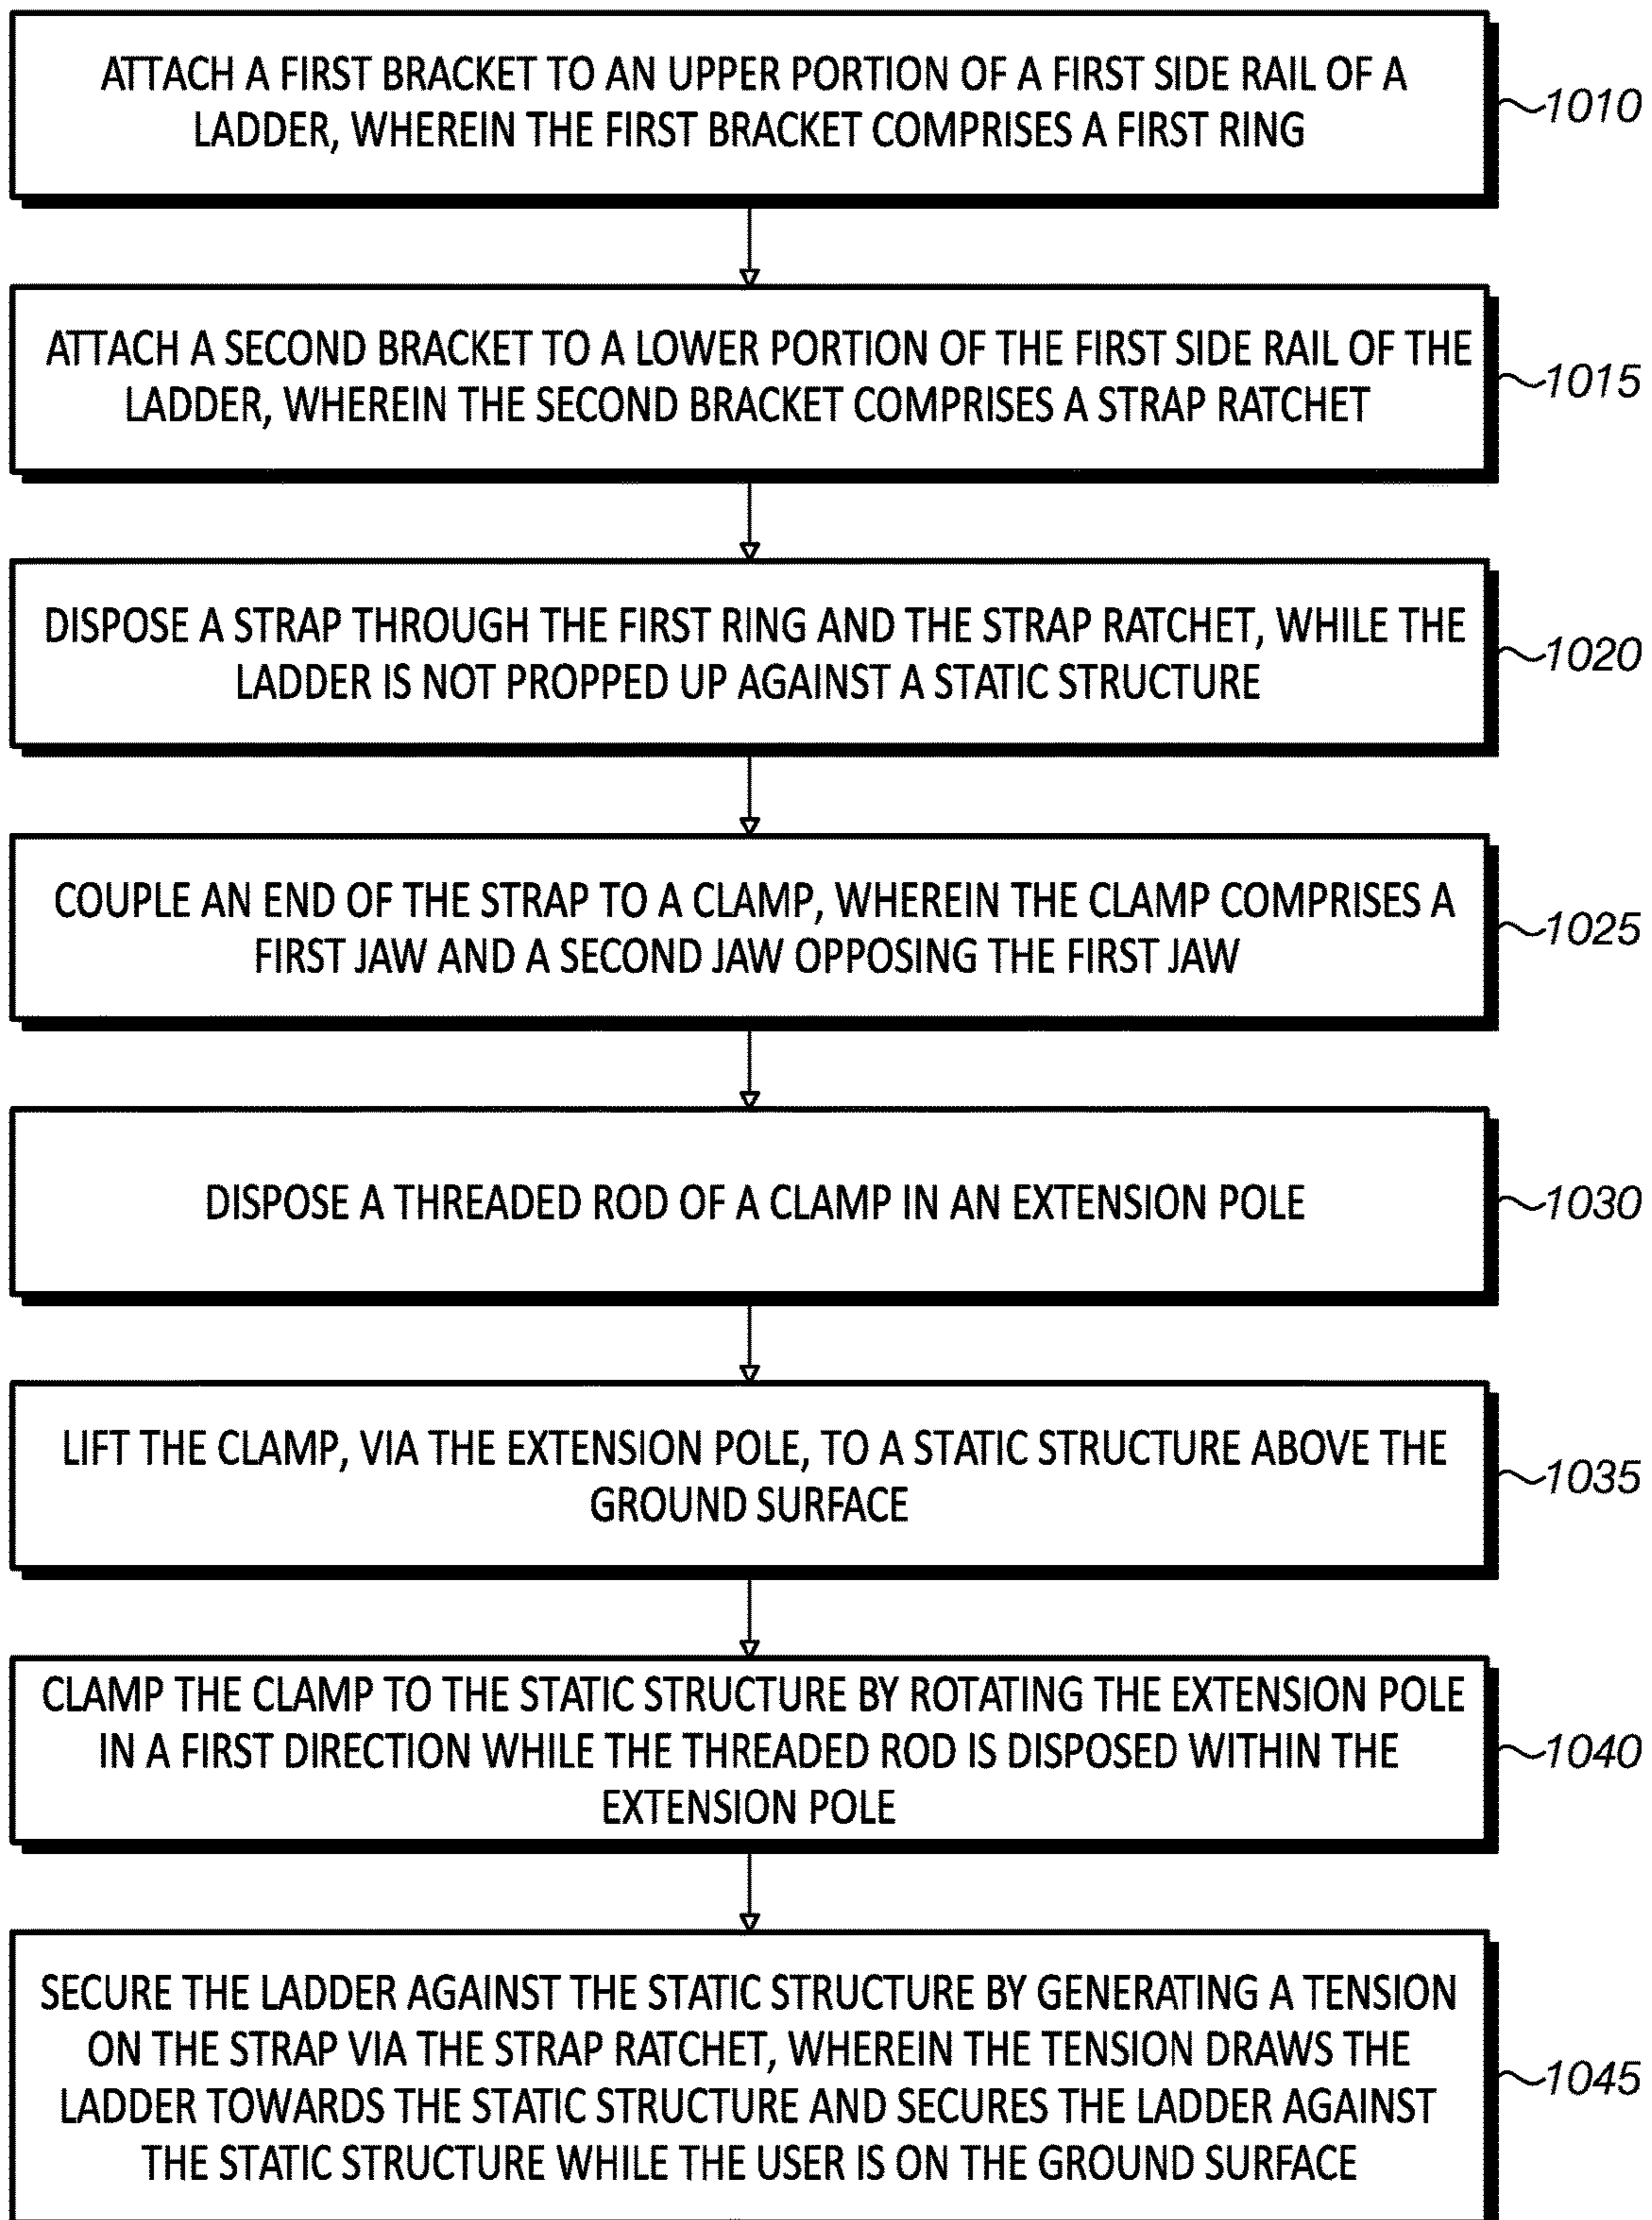 ATTACH A FIRST BRACKET TO AN UPPER PORTION OF A FIRST SIDE RAIL OF A
LADDER, WHEREIN THE FIRST BRACKET COMPRISES A FIRST RING
1010
ATTACH A SECOND BRACKET TO A LOWER PORTION OF THE FIRST SIDE RAIL OF THE
LADDER, WHEREIN THE SECOND BRACKET COMPRISES A STRAP RATCHET
1015
DISPOSE A STRAP THROUGH THE FIRST RING AND THE STRAP RATCHET, WHILE THE
LADDER IS NOT PROPPED UP AGAINST A STATIC STRUCTURE
1020
COUPLE AN END OF THE STRAP TO A CLAMP, WHEREIN THE CLAMP COMPRISES A
FIRST JAW AND A SECOND JAW OPPOSING THE FIRST JAW
1025
DISPOSE A THREADED ROD OF A CLAMP IN AN EXTENSION POLE
1030
LIFT THE CLAMP, VIA THE EXTENSION POLE, TO A STATIC STRUCTURE ABOVE THE
GROUND SURFACE
1035
CLAMP THE CLAMP TO THE STATIC STRUCTURE BY ROTATING THE EXTENSION POLE
IN A FIRST DIRECTION WHILE THE THREADED ROD IS DISPOSED WITHIN THE
EXTENSION POLE
1040
SECURE THE LADDER AGAINST THE STATIC STRUCTURE BY GENERATING A TENSION
ON THE STRAP VIA THE STRAP RATCHET, WHEREIN THE TENSION DRAWS THE
LADDER TOWARDS THE STATIC STRUCTURE AND SECURES THE LADDER AGAINST
THE STATIC STRUCTURE WHILE THE USER IS ON THE GROUND SURFACE
1045